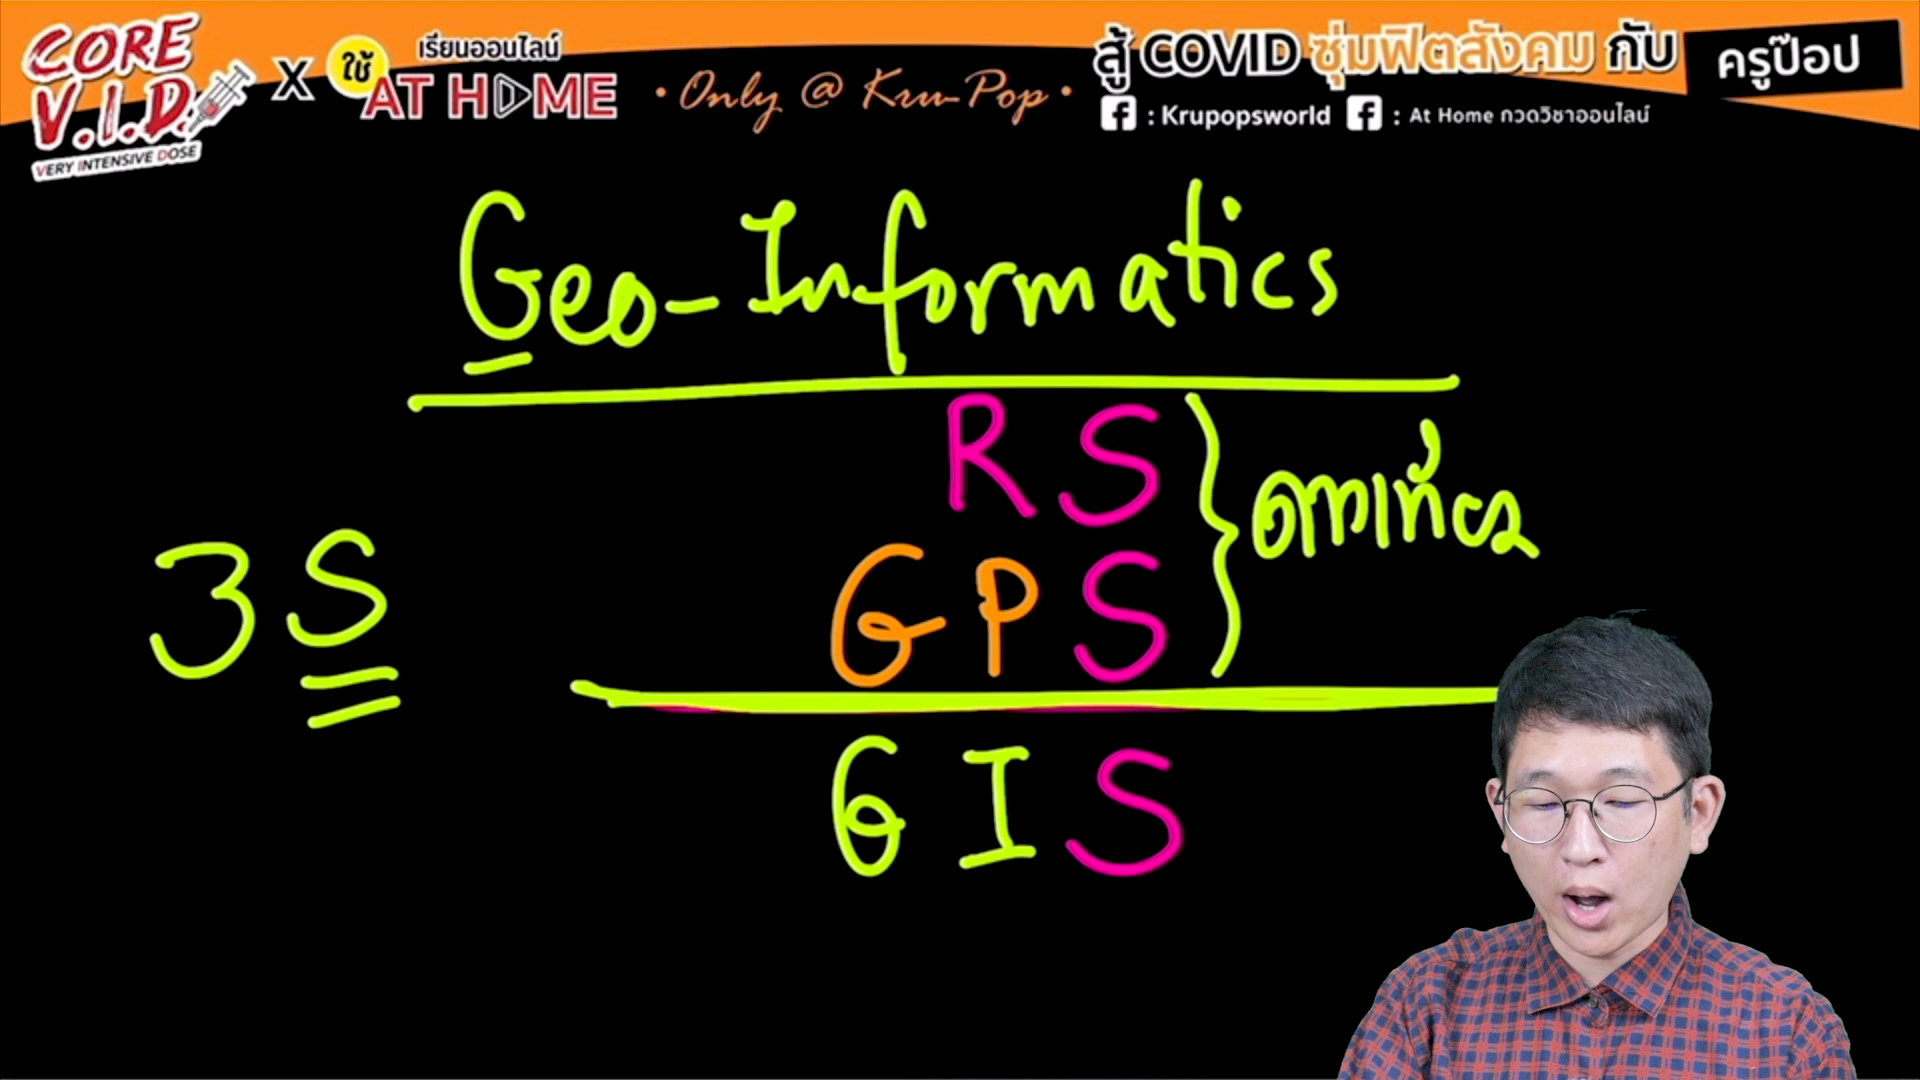 CORE V.I.D.
VERY INTENSIVE DOSE
X
ใช้
เรียนออนไลน์
AT HOME
• Only @ Kru-Pop •
สู้ COVID ซุ่มฟิตสังคม กับ ครูป๊อป
: Krupopsworld : At Home กวดวิชาออนไลน์
Geo-Informatics
3S
RS
GPS
ดาวเทียม
GIS